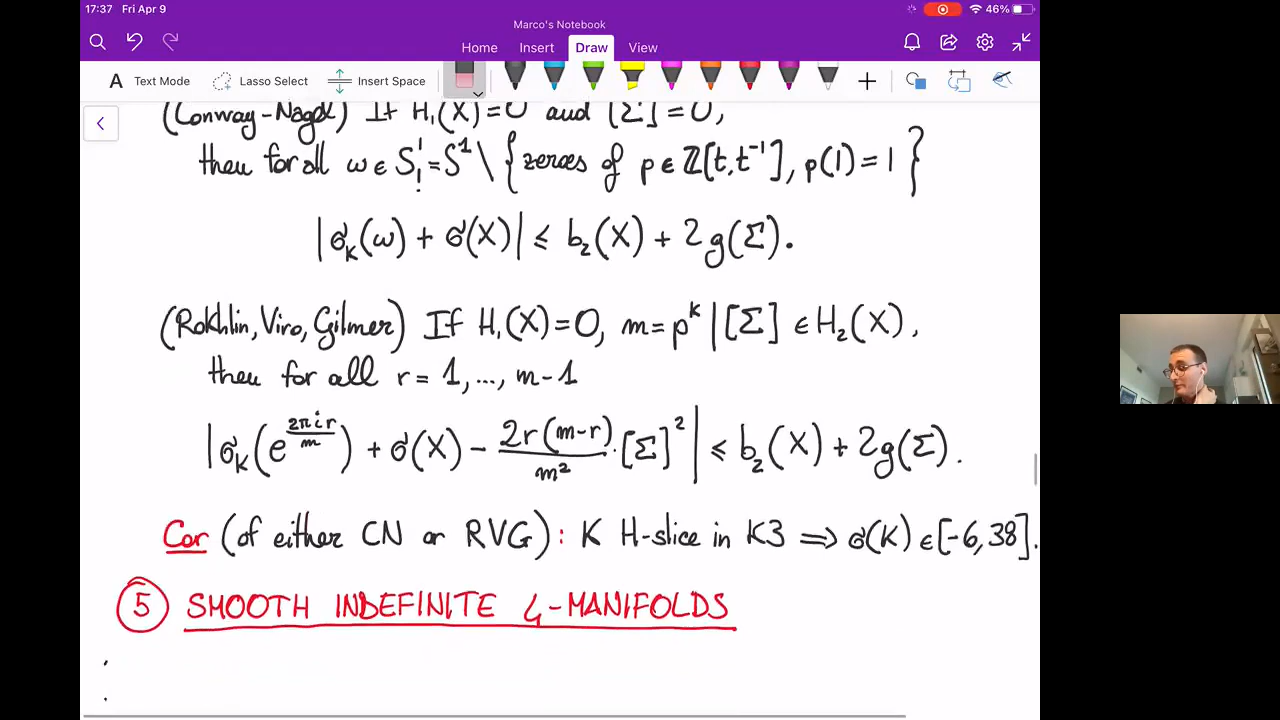 17:37 Fri Apr 9
46%
Marco's Notebook
Home Insert Draw View
A Text Mode Lasso Select Insert Space
(Conway-Nagel) If H₁(X)=0 and [Σ]=0,
then for all ω ∈ S¹_! = S¹ \ {zeroes of p ∈ ℤ[t,t⁻¹], p(1)=1}
|σ_K(ω) + σ(X)| ≤ b₂(X) + 2g(Σ).
(Rokhlin, Viro, Gilmer) If H₁(X)=0, m=p^k | [Σ] ∈ H₂(X),
then for all r = 1, ..., m-1
|σ_K(e^{2πir/m}) + σ(X) - 2r(m-r)/m² · [Σ]²| ≤ b₂(X) + 2g(Σ).
Cor (of either CN or RVG): K H-slice in K3 ⟹ σ(K) ∈ [-6, 38].
5 SMOOTH INDEFINITE 4-MANIFOLDS